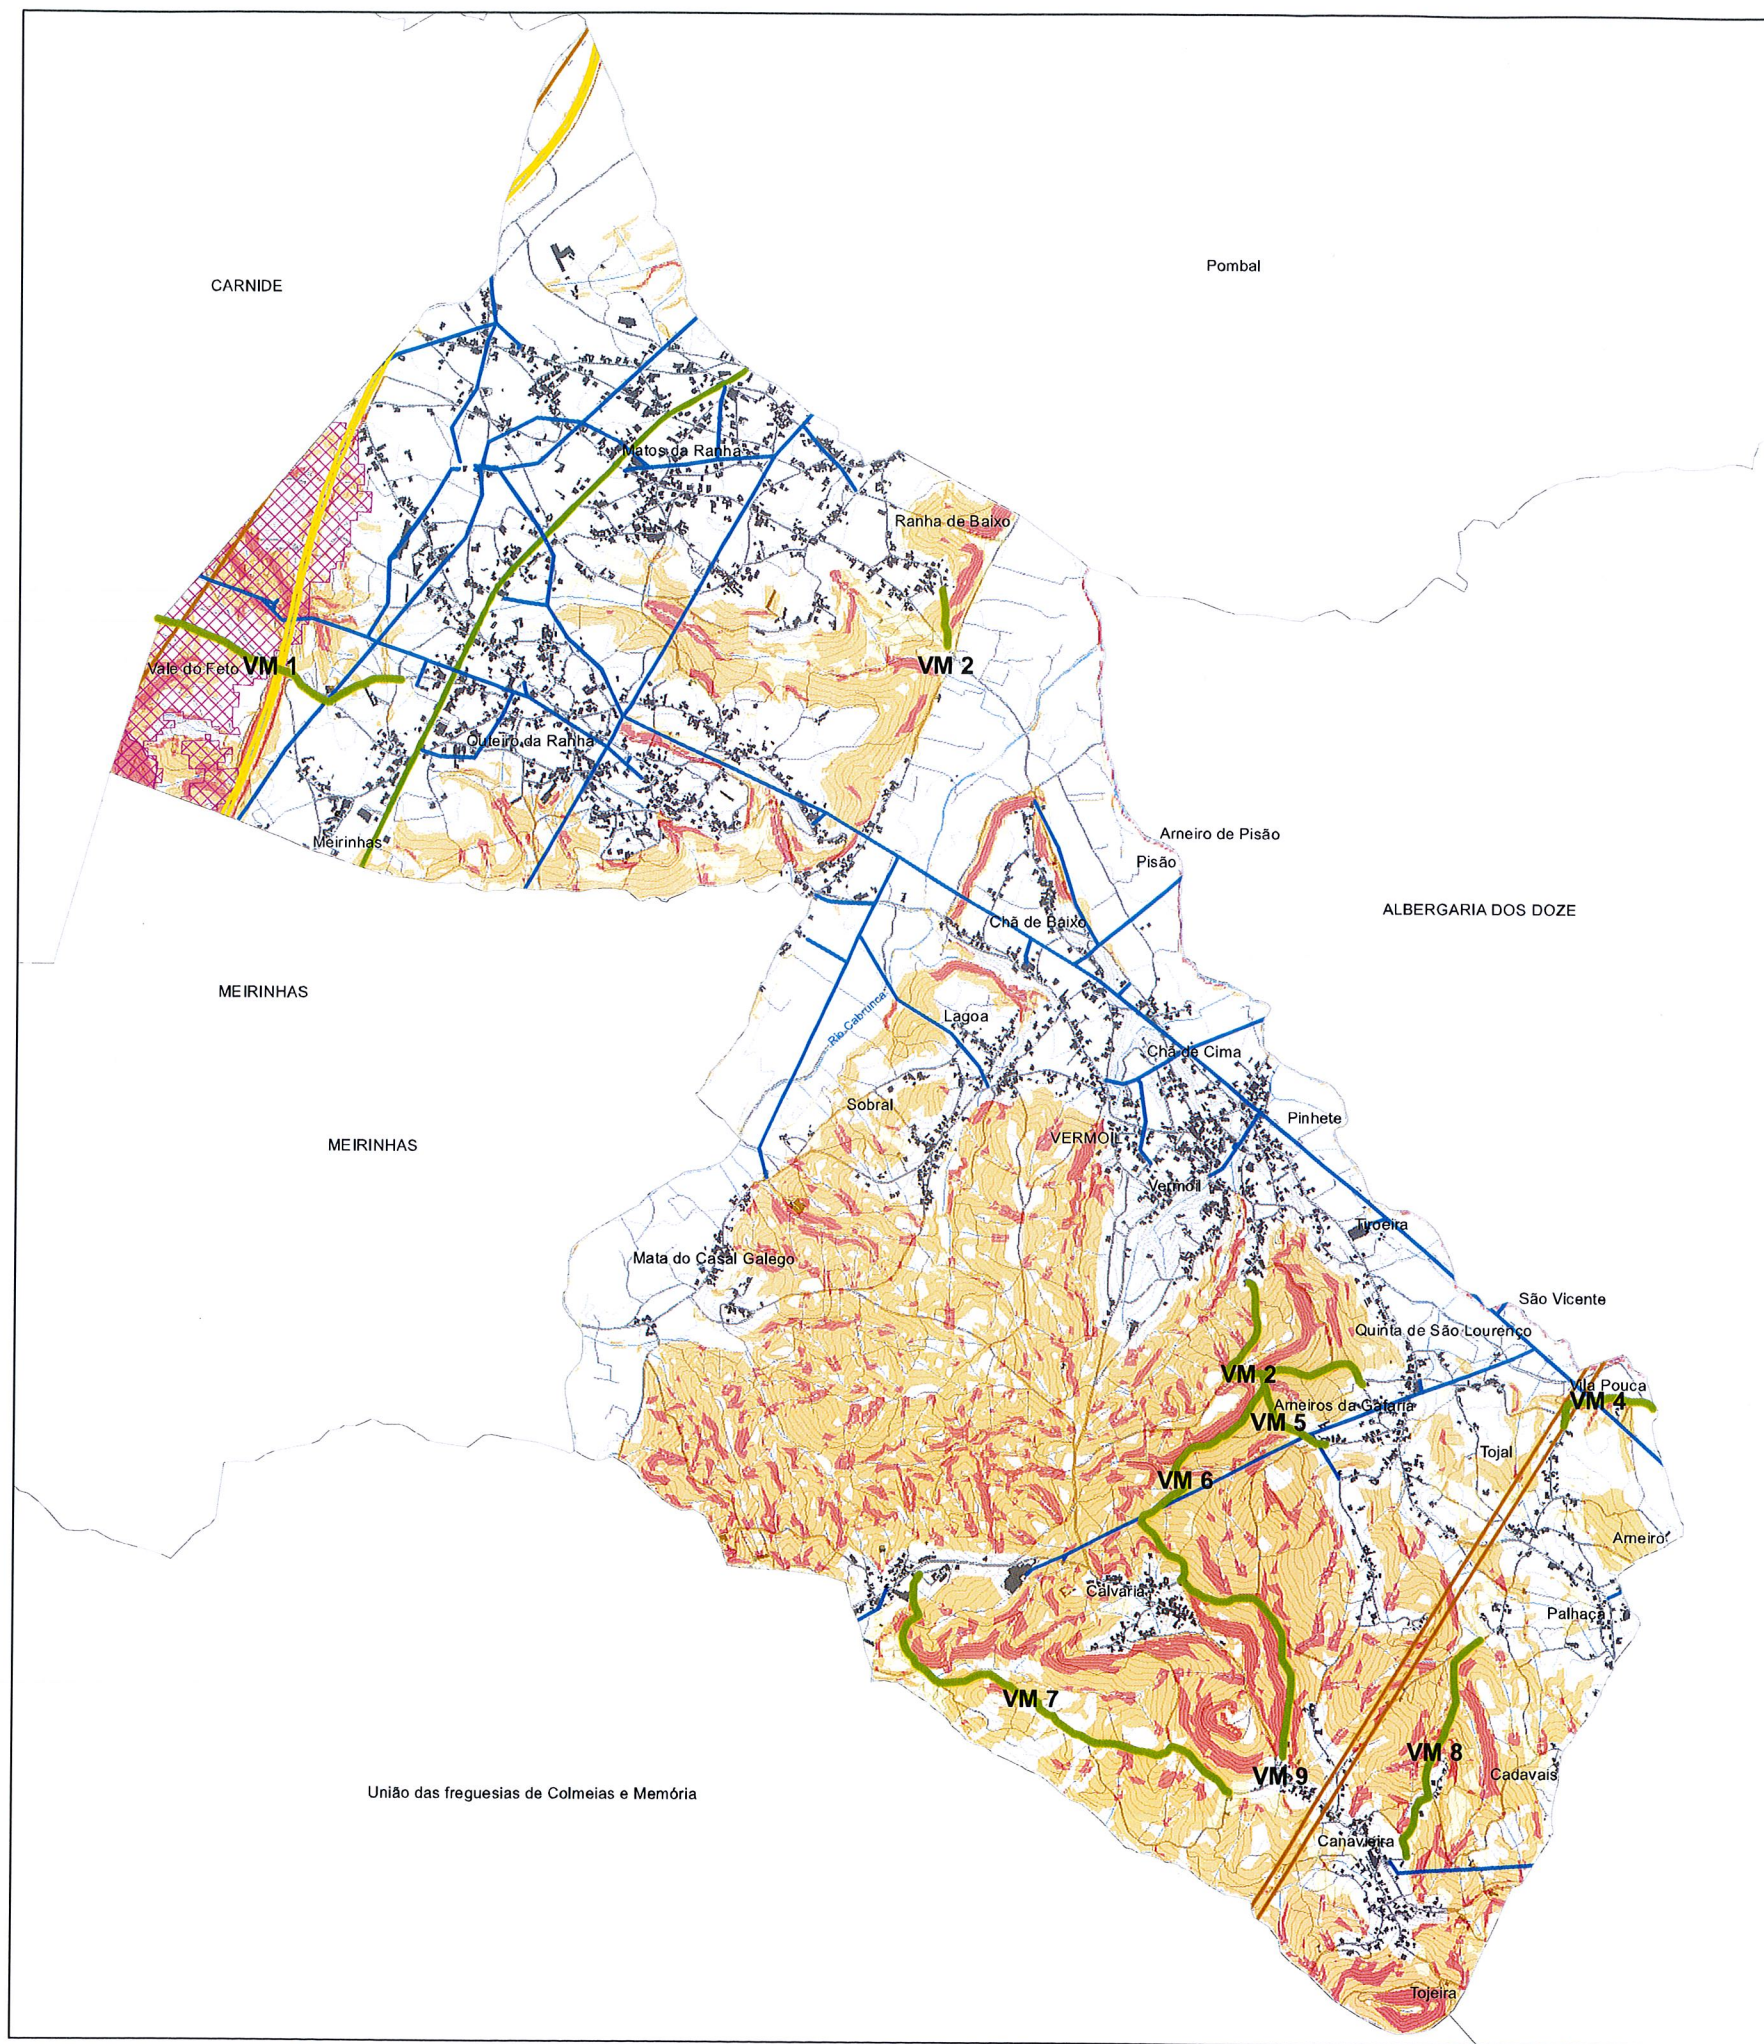 Pombal
CARNIDE
Matos da Ranha
Ranha de Baixo
Vale do Feto
VM 1
VM 2
Outeiro da Ranha
Meirinhas
Arneiro de Pisão
Pisão
ALBERGARIA DOS DOZE
Chã de Baixo
MEIRINHAS
Rio Cabrunca
Lagoa
Chã de Cima
Sobral
Pinhete
VERMOIL
MEIRINHAS
Vermoil
Tiroeira
Mata do Casal Galego
São Vicente
Quinta de São Lourenço
VM 2
Vila Pouca
VM 4
Arneiros da Gafaria
VM 5
Tojal
VM 6
Arneiro
Calvaria
Palhaça
VM 7
VM 8
VM 9
Cadavais
União das freguesias de Colmeias e Memória
Canavieira
Tojeira